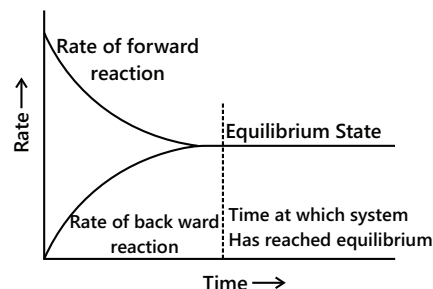 Rate of forward
reaction
Rate
Equilibrium State
Rate of back ward
reaction
Time at which system
Has reached equilibrium
Time